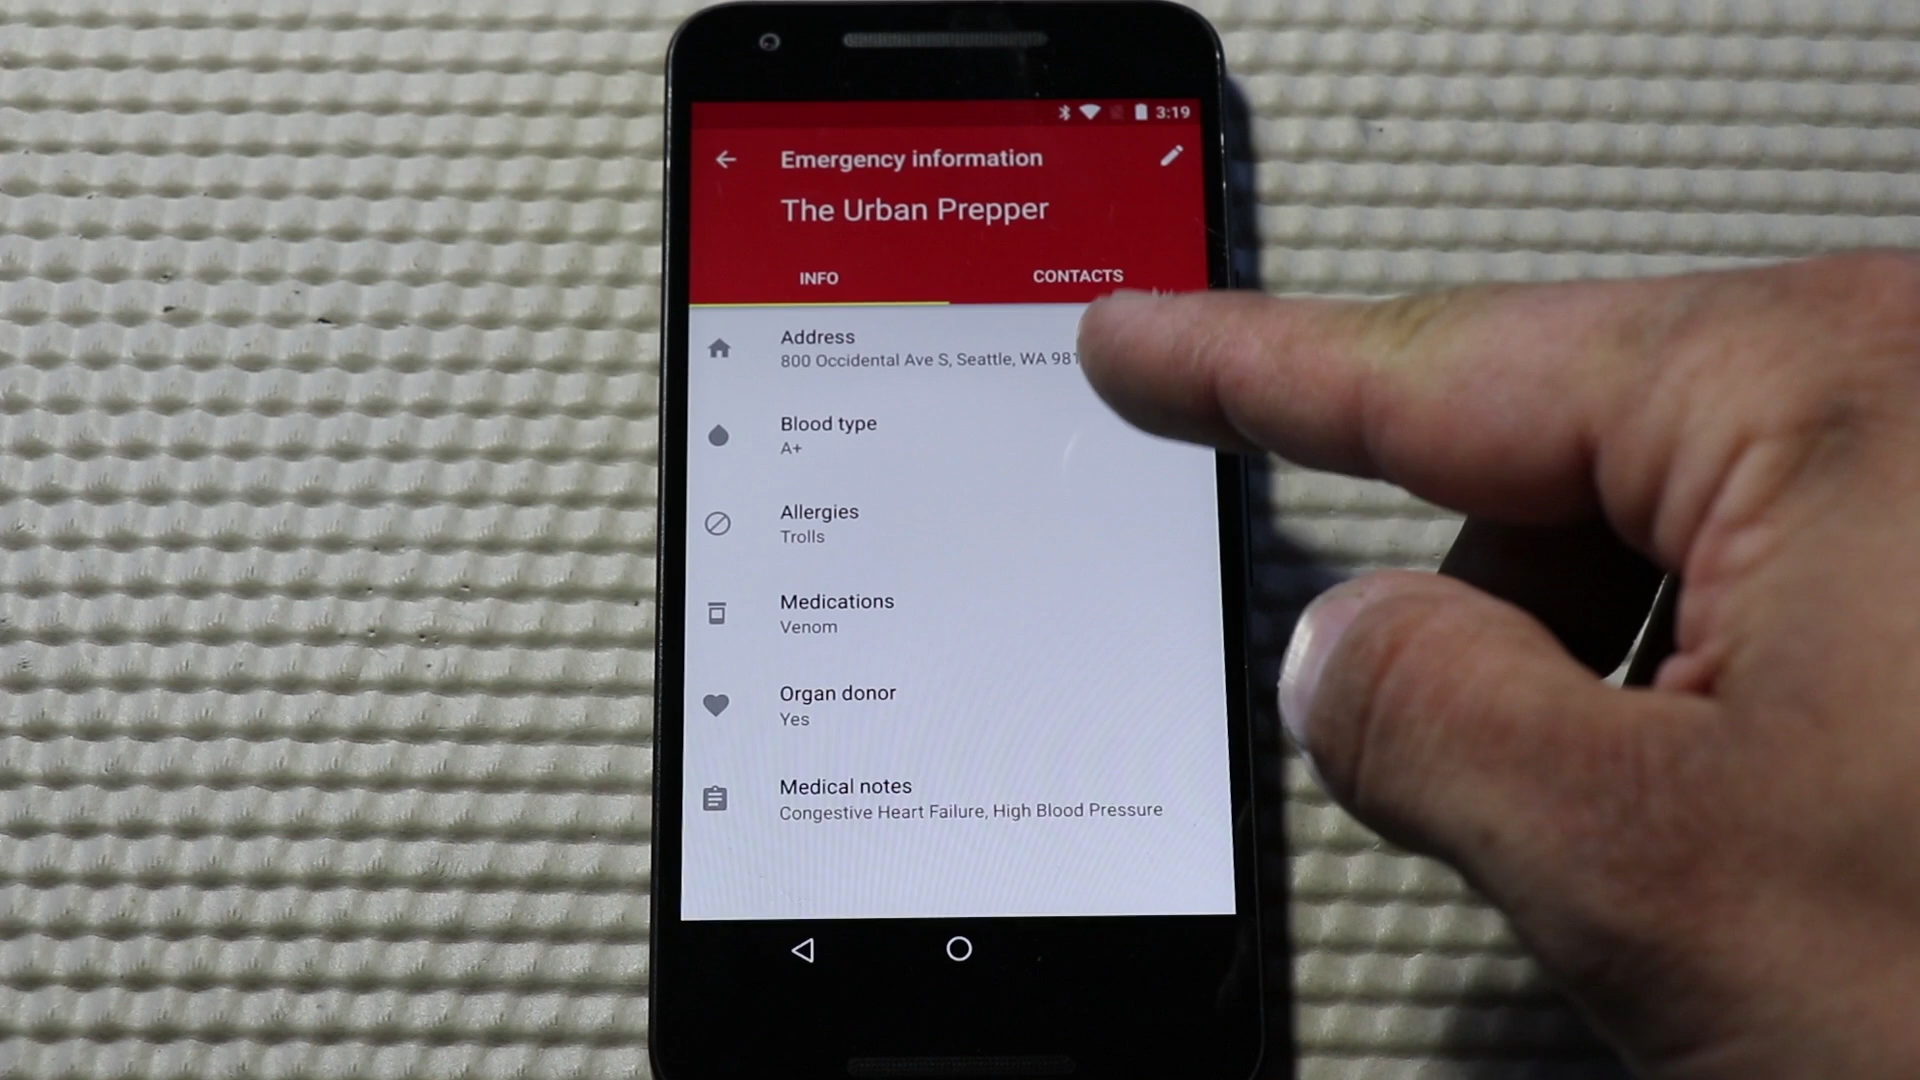 3:19
Emergency information
The Urban Prepper
INFO
CONTACTS
Address
800 Occidental Ave S, Seattle, WA 981
Blood type
A+
Allergies
Trolls
Medications
Venom
Organ donor
Yes
Medical notes
Congestive Heart Failure, High Blood Pressure